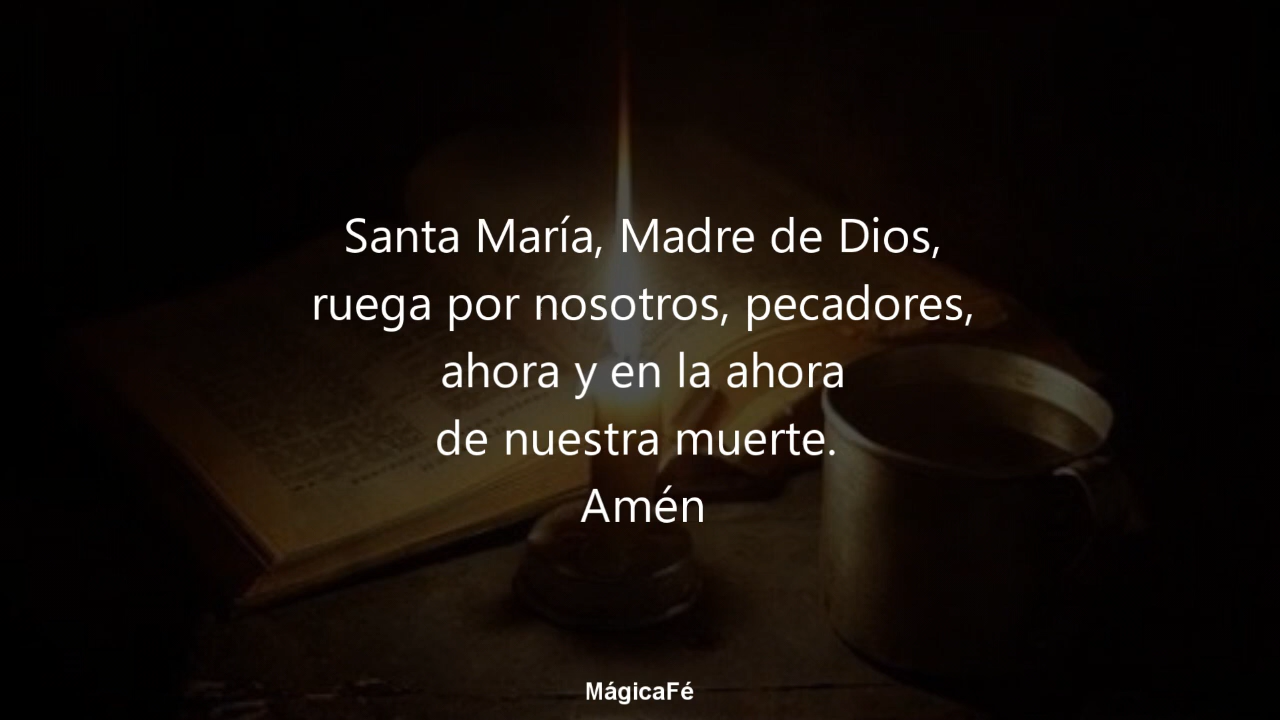 Santa María, Madre de Dios,
ruega por nosotros, pecadores,
ahora y en la ahora
de nuestra muerte.
Amén
MágicaFé